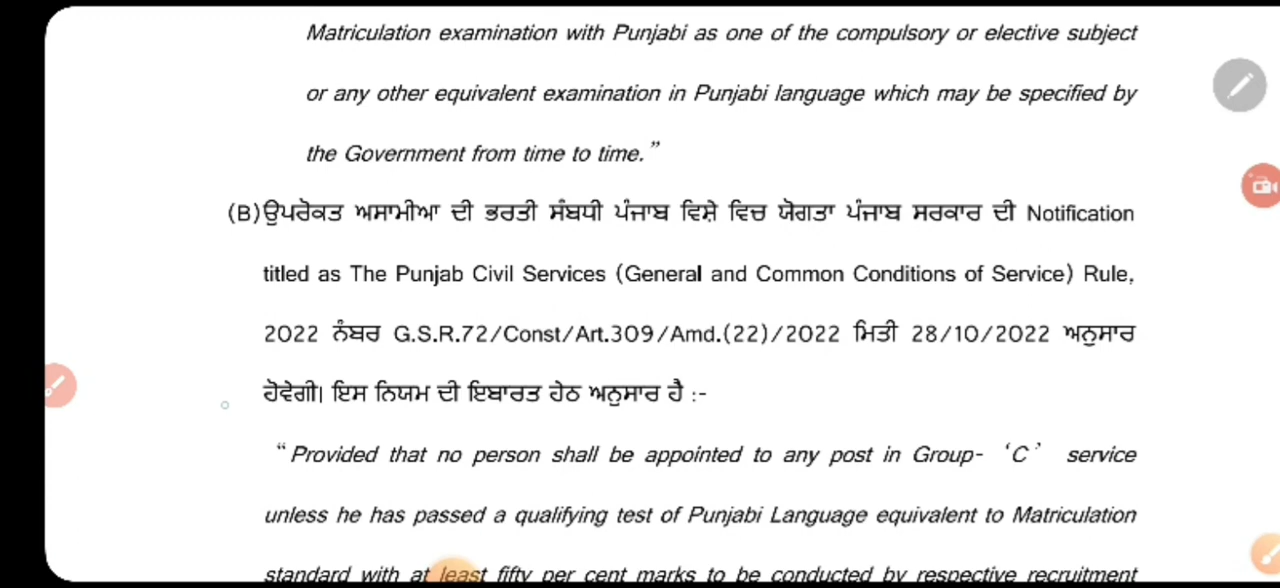 Matriculation examination with Punjabi as one of the compulsory or elective subject
or any other equivalent examination in Punjabi language which may be specified by
the Government from time to time.”
(B)ਉਪਰੋਕਤ ਅਸਾਮੀਆ ਦੀ ਭਰਤੀ ਸੰਬਧੀ ਪੰਜਾਬ ਵਿਸ਼ੇ ਵਿਚ ਯੋਗਤਾ ਪੰਜਾਬ ਸਰਕਾਰ ਦੀ Notification
titled as The Punjab Civil Services (General and Common Conditions of Service) Rule,
2022 ਨੰਬਰ G.S.R.72/Const/Art.309/Amd.(22)/2022 ਮਿਤੀ 28/10/2022 ਅਨੁਸਾਰ
ਹੋਵੇਗੀ। ਇਸ ਨਿਯਮ ਦੀ ਇਬਾਰਤ ਹੇਠ ਅਨੁਸਾਰ ਹੈ :-
“Provided that no person shall be appointed to any post in Group- ‘C’ service
unless he has passed a qualifying test of Punjabi Language equivalent to Matriculation
standard with at least fifty per cent marks to be conducted by respective recruitment